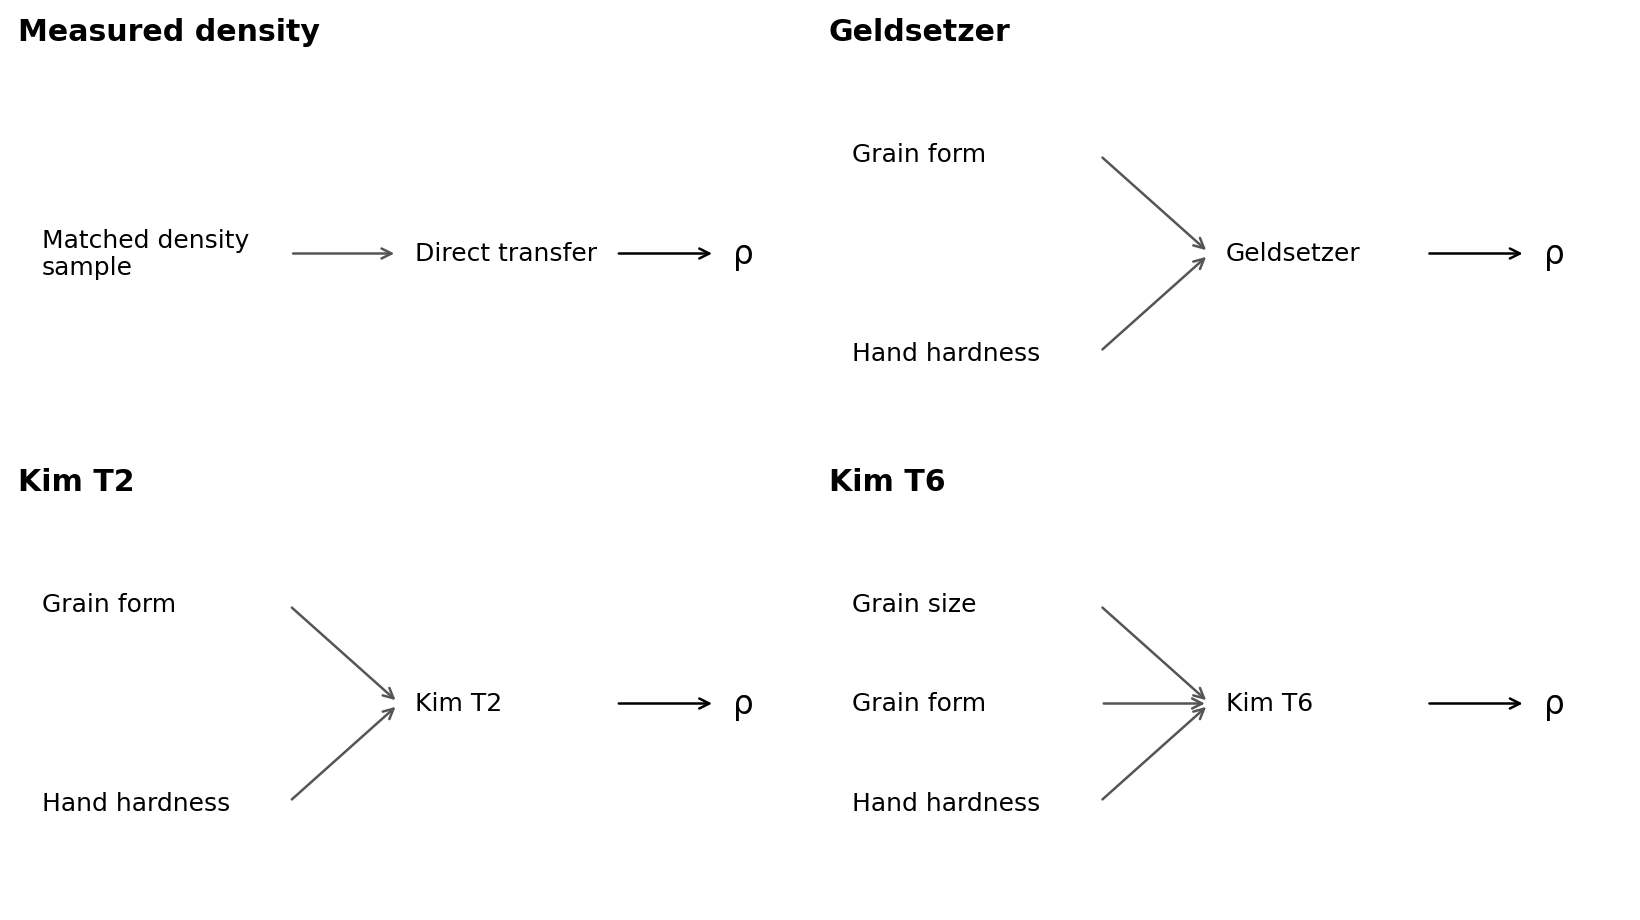 Measured density
Matched density
sample
Direct transfer
ρ
Geldsetzer
Grain form
Hand hardness
Geldsetzer
ρ
Kim T2
Grain form
Hand hardness
Kim T2
ρ
Kim T6
Grain size
Grain form
Hand hardness
Kim T6
ρ